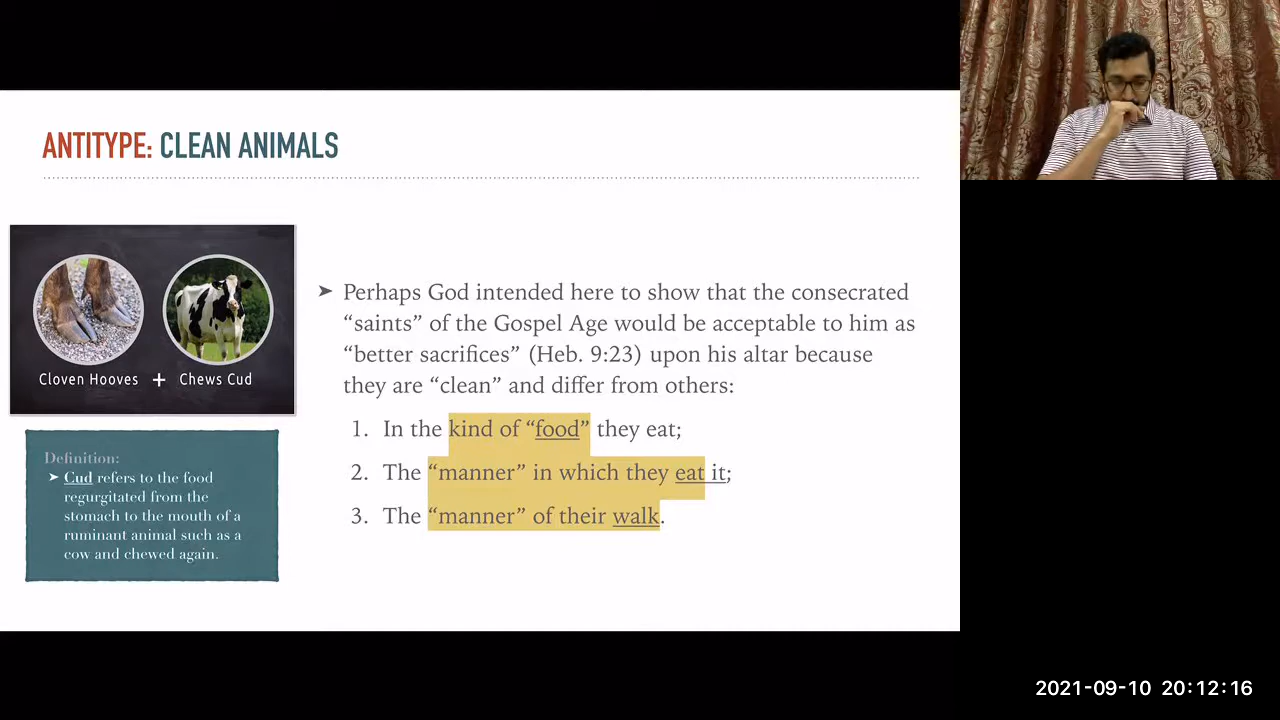 ANTITYPE: CLEAN ANIMALS
Cloven Hooves + Chews Cud
Definition:
➤ Cud refers to the food
regurgitated from the
stomach to the mouth of a
ruminant animal such as a
cow and chewed again.
➤ Perhaps God intended here to show that the consecrated
“saints” of the Gospel Age would be acceptable to him as
“better sacrifices” (Heb. 9:23) upon his altar because
they are “clean” and differ from others:
1. In the kind of “food” they eat;
2. The “manner” in which they eat it;
3. The “manner” of their walk.
2021-09-10 20:12:16